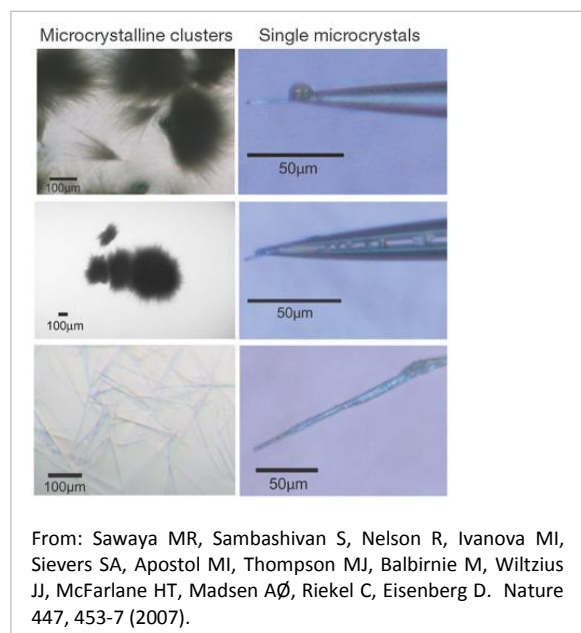 Microcrystalline clusters Single microcrystals
100µm
50µm
100µm
50µm
100µm
50µm
From: Sawaya MR, Sambashivan S, Nelson R, Ivanova MI,
Sievers SA, Apostol MI, Thompson MJ, Balbirnie M, Wiltzius
JJ, McFarlane HT, Madsen AØ, Riekel C, Eisenberg D. Nature
447, 453-7 (2007).